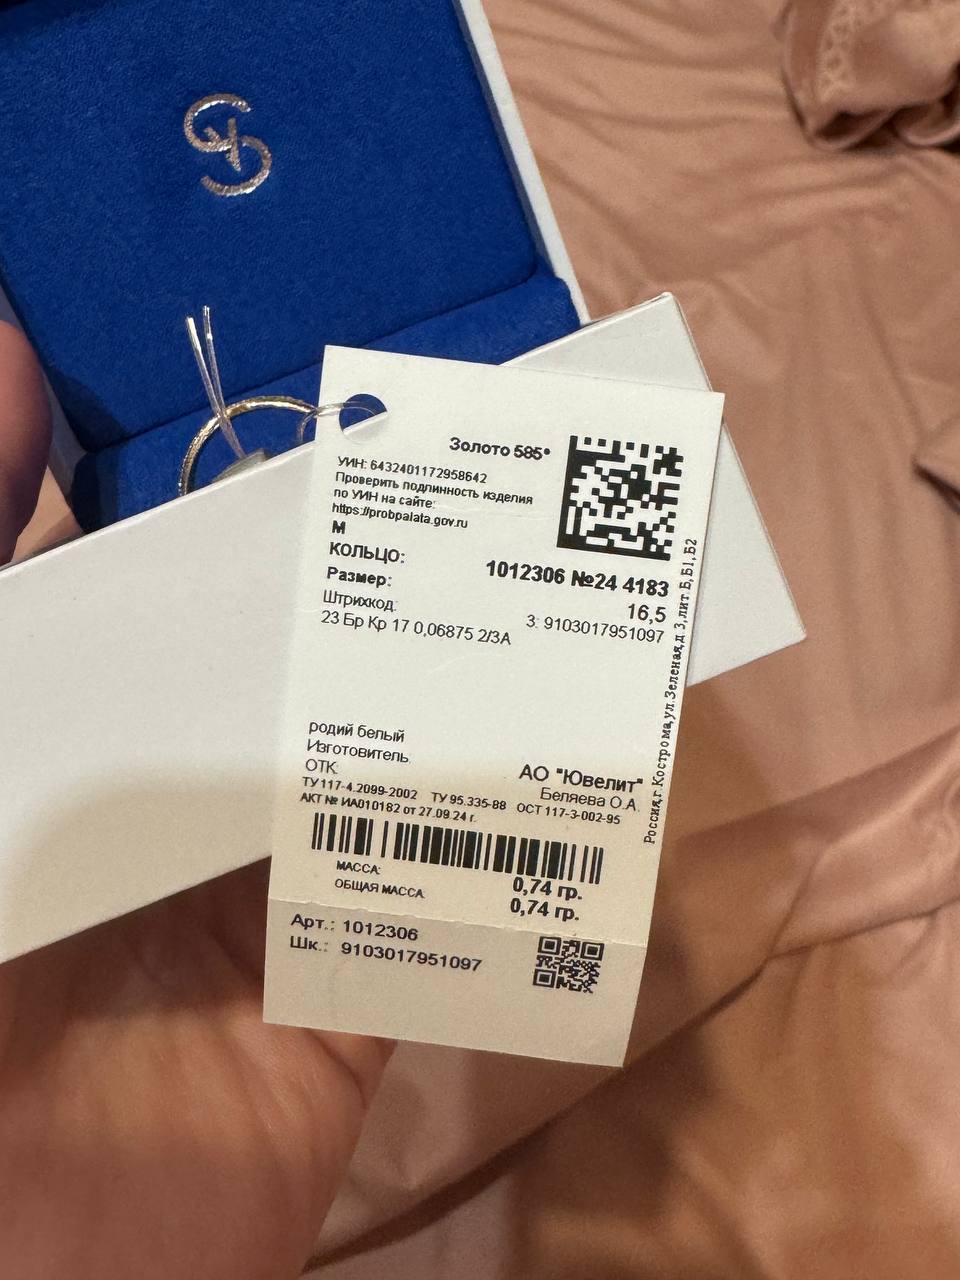 Золото 585*
УИН: 6432401172958642
Проверить подлинность изделия
по УИН на сайте:
https://probpalata.gov.ru
М
КОЛЬЦО: 1012306 №24 4183
Размер: 16,5
Штрихкод: З: 9103017951097
23 Бр Кр 17 0,06875 2/3А
родий белый
Изготовитель: АО "Ювелит"
ОТК: Беляева О.А.
ТУ 117-4.2099-2002 ТУ 95.335-88 ОСТ 117-3-002-95
АКТ № ИА010182 от 27.09.24 г.
МАССА: 0,74 гр.
ОБЩАЯ МАССА: 0,74 гр.
Арт.: 1012306
Шк.: 9103017951097
Россия,г.Кострома,ул.Зеленая,д 3,лит Б,Б1,Б2